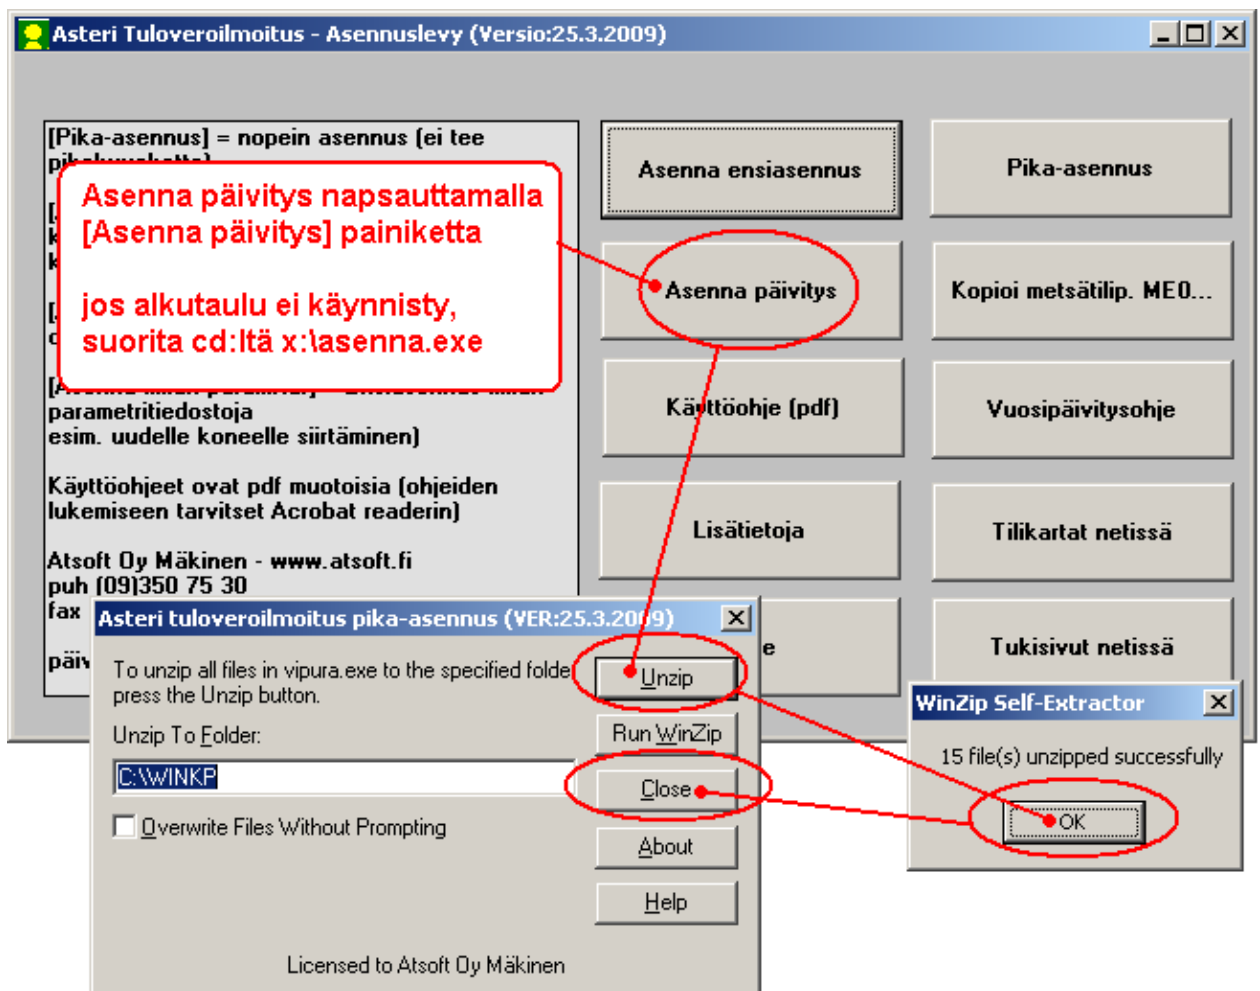 Asteri Tuloveroilmoitus - Asennuslevy (Versio:25.3.2009)
[Pika-asennus] = nopein asennus (ei tee
Asenna päivitys napsauttamalla
[Asenna päivitys] painiketta
jos alkutaulu ei käynnisty,
suorita cd:ltä x:\asenna.exe
parametritiedostoja
esim. uudelle koneelle siirtäminen)
Käyttöohjeet ovat pdf muotoisia (ohjeiden
lukemiseen tarvitset Acrobat readerin)
Atsoft Oy Mäkinen - www.atsoft.fi
puh (09)350 75 30
fax
Asenna ensiasennus
Pika-asennus
Asenna päivitys
Kopioi metsätilip. ME0...
Käyttöohje (pdf)
Vuosipäivitysohje
Lisätietoja
Tilikartat netissä
Tukisivut netissä
Asteri tuloveroilmoitus pika-asennus (VER:25.3.2009)
To unzip all files in vipura.exe to the specified folde
press the Unzip button.
Unzip To Folder:
C:\WINKP
Overwrite Files Without Prompting
Unzip
Run WinZip
Close
About
Help
Licensed to Atsoft Oy Mäkinen
WinZip Self-Extractor
15 file(s) unzipped successfully
OK